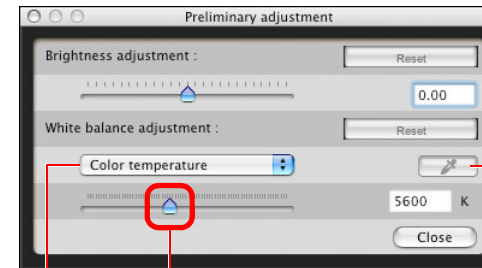 Preliminary adjustment
Brightness adjustment : Reset
0.00
White balance adjustment : Reset
Color temperature
5600 K
Close